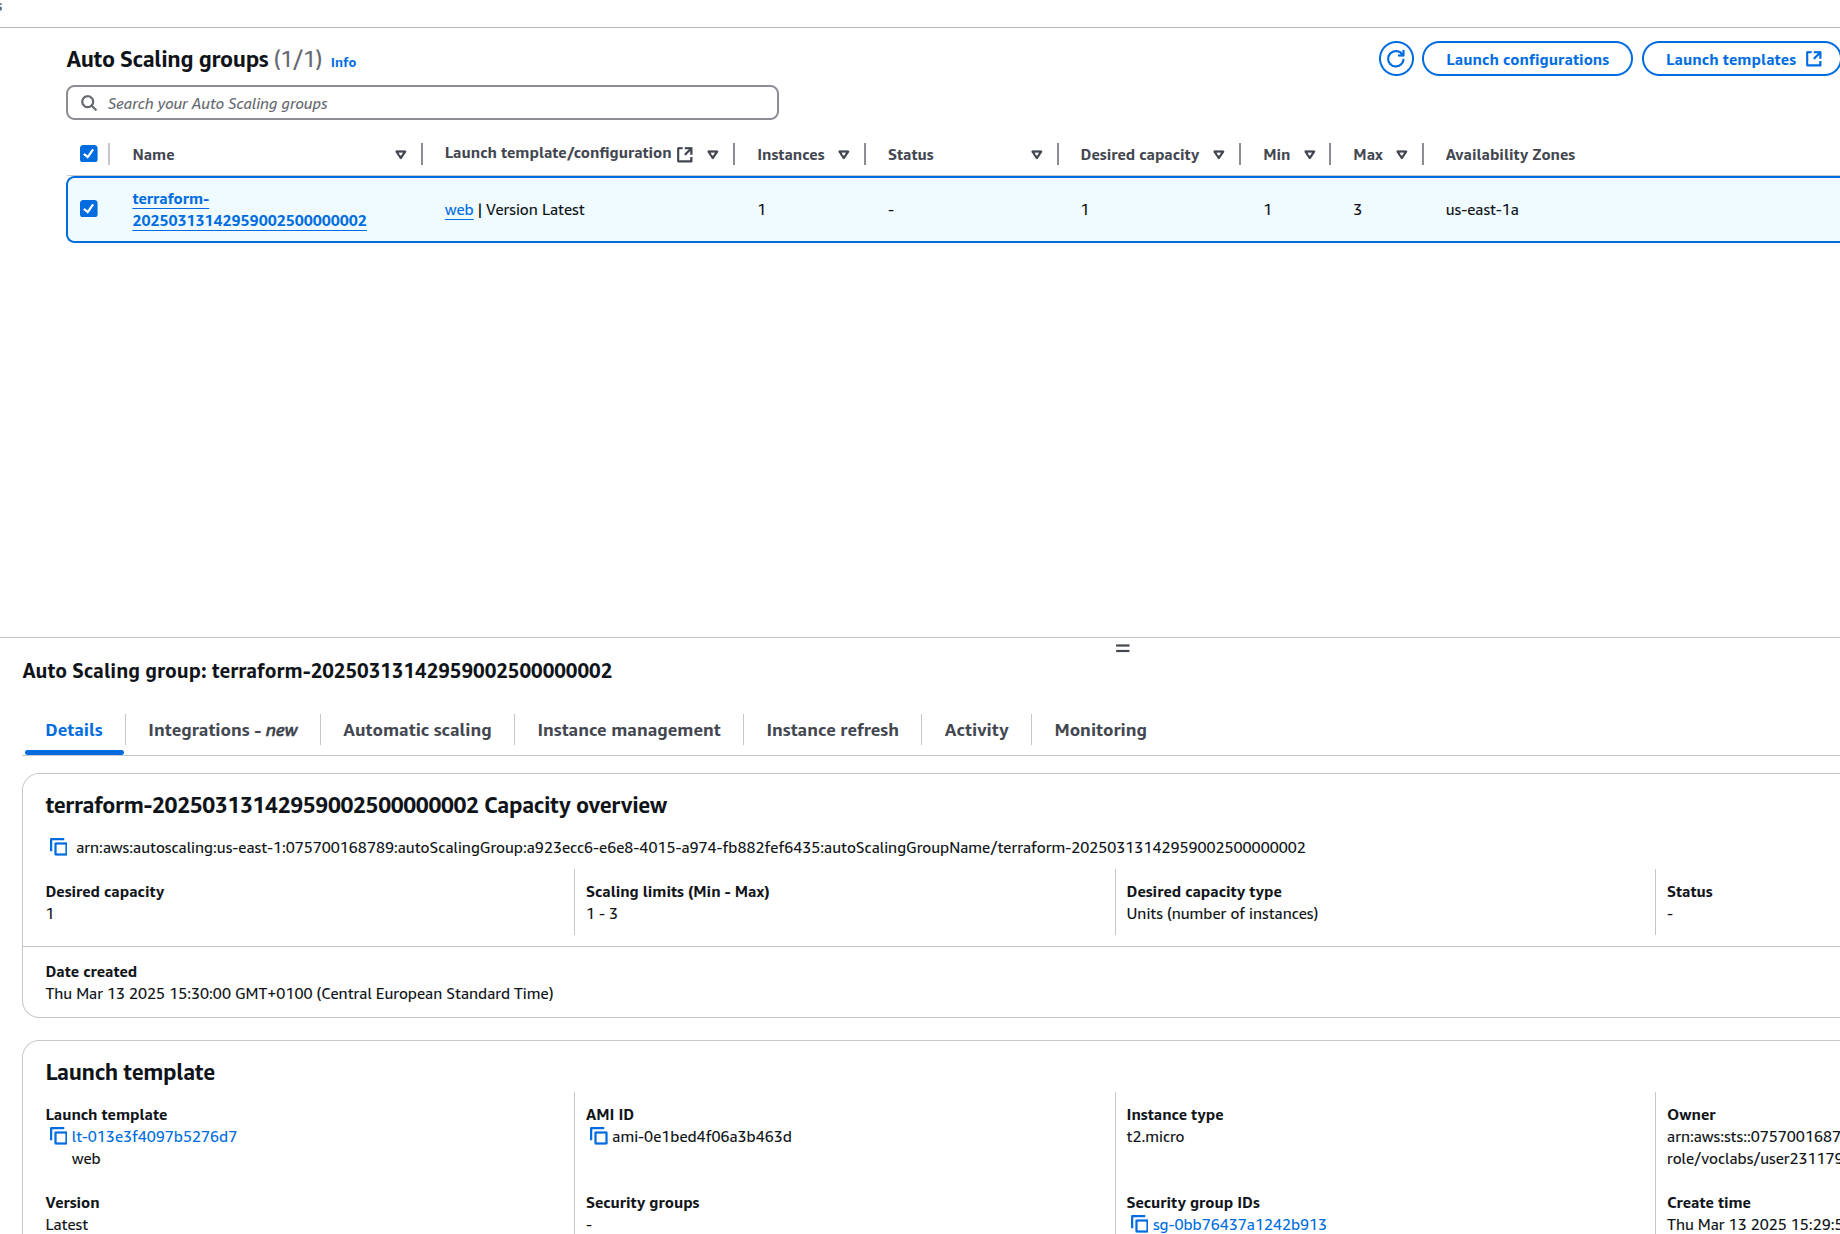 Auto Scaling groups (1/1) Info
Launch configurations
Launch templates
Search your Auto Scaling groups
Name Launch template/configuration Instances Status Desired capacity Min Max Availability Zones
terraform-
20250313142959002500000002
web | Version Latest 1 - 1 1 3 us-east-1a
Auto Scaling group: terraform-20250313142959002500000002
Details Integrations - new Automatic scaling Instance management Instance refresh Activity Monitoring
terraform-20250313142959002500000002 Capacity overview
arn:aws:autoscaling:us-east-1:075700168789:autoScalingGroup:a923ecc6-e6e8-4015-a974-fb882fef6435:autoScalingGroupName/terraform-20250313142959002500000002
Desired capacity Scaling limits (Min - Max) Desired capacity type Status
1 1 - 3 Units (number of instances) -
Date created
Thu Mar 13 2025 15:30:00 GMT+0100 (Central European Standard Time)
Launch template
Launch template AMI ID Instance type Owner
lt-013e3f4097b5276d7 ami-0e1bed4f06a3b463d t2.micro arn:aws:sts::0757001687
web role/voclabs/user231179
Version Security groups Security group IDs Create time
Latest - sg-0bb76437a1242b913 Thu Mar 13 2025 15:29:5